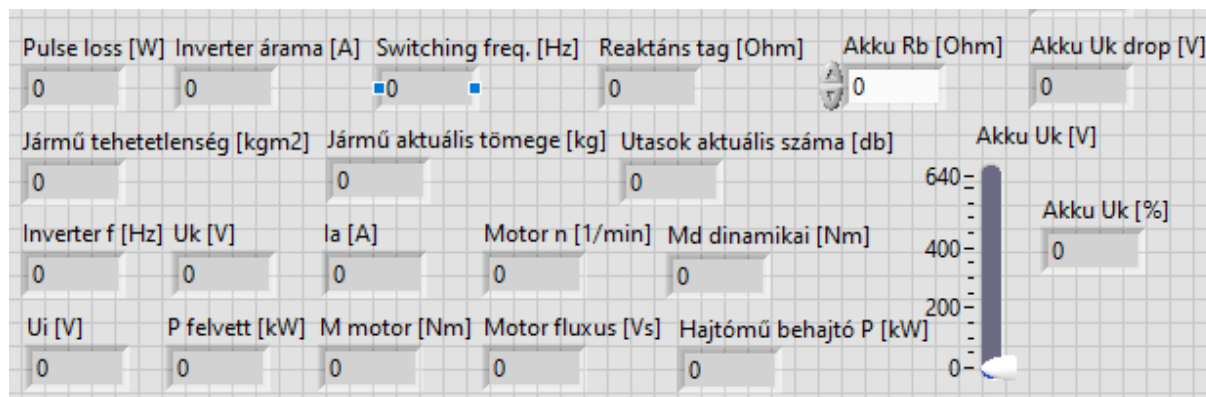 Pulse loss [W] Inverter árama [A] Switching freq. [Hz] Reaktáns tag [Ohm] Akku Rb [Ohm] Akku Uk drop [V]
0 0 0 0 0 0
Jármű tehetetlenség [kgm2] Jármű aktuális tömege [kg] Utasok aktuális száma [db] Akku Uk [V]
0 0 0 640
Inverter f [Hz] Uk [V] Ia [A] Motor n [1/min] Md dinamikai [Nm] 400 Akku Uk [%]
0 0 0 0 0 0
200
Ui [V] P felvett [kW] M motor [Nm] Motor fluxus [Vs] Hajtómű behajtó P [kW]
0 0 0 0 0 0